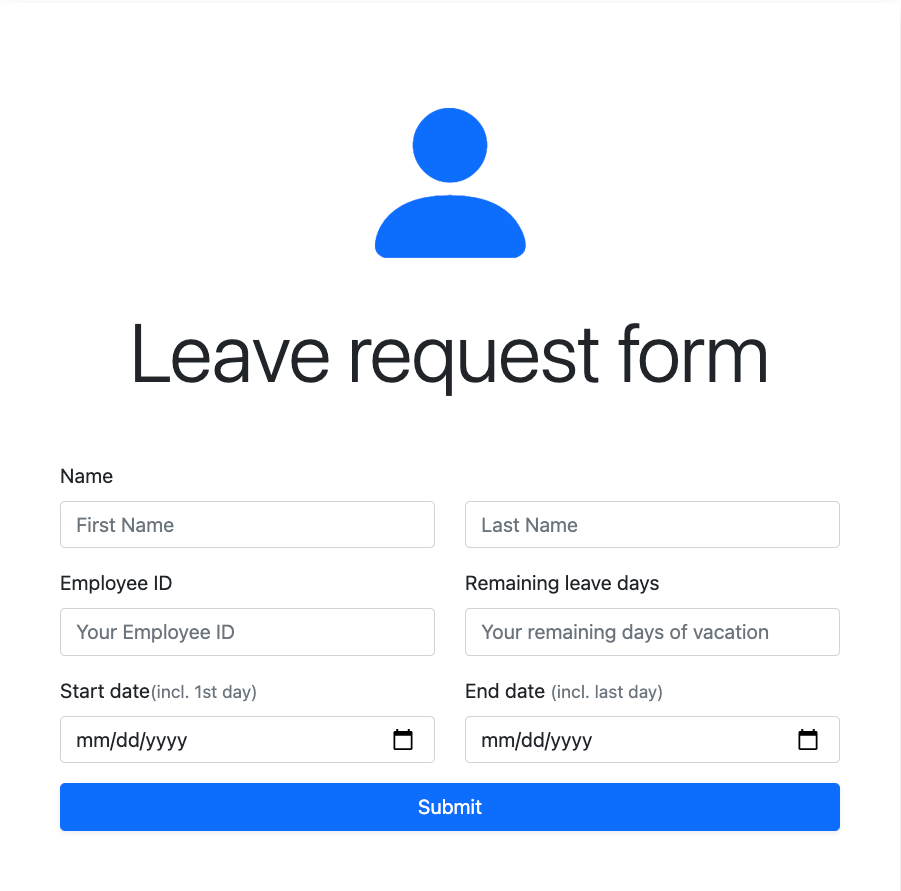 Leave request form
Name
First Name
Last Name
Employee ID
Remaining leave days
Your Employee ID
Your remaining days of vacation
Start date(incl. 1st day)
End date (incl. last day)
mm/dd/yyyy
mm/dd/yyyy
Submit